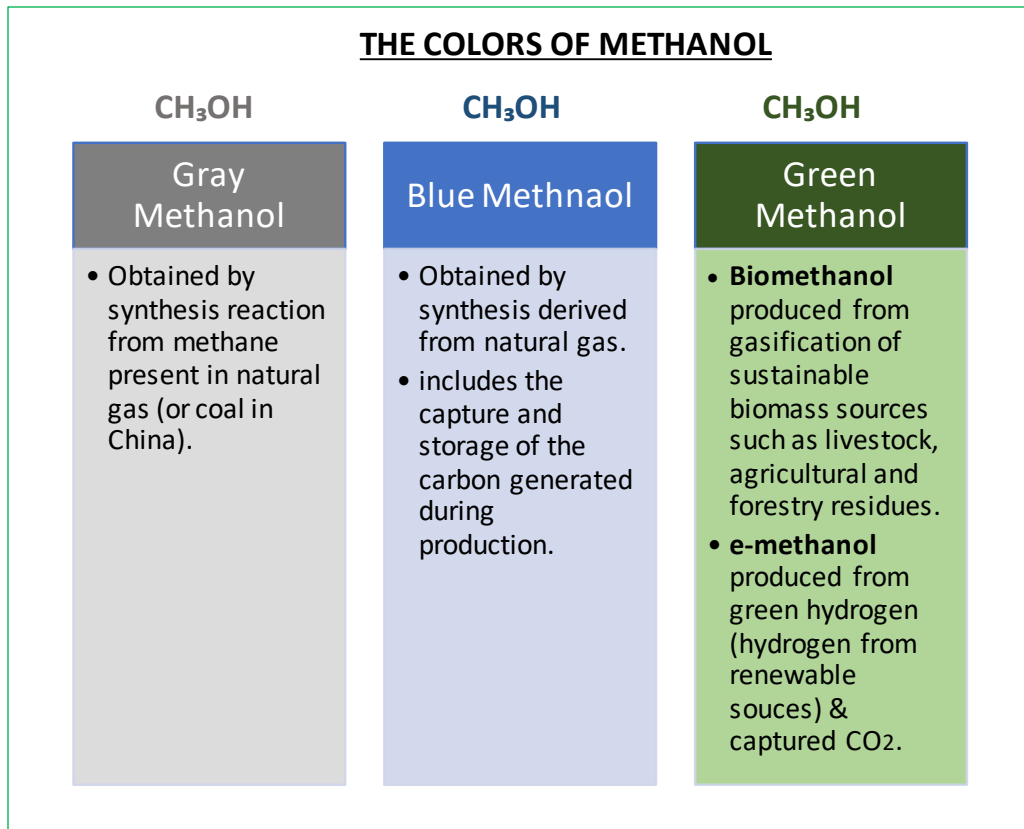 THE COLORS OF METHANOL
CH₃OH
Gray
Methanol
• Obtained by
synthesis reaction
from methane
present in natural
gas (or coal in
China).
CH₃OH
Blue Methnaol
• Obtained by
synthesis derived
from natural gas.
• includes the
capture and
storage of the
carbon generated
during
production.
CH₃OH
Green
Methanol
• Biomethanol
produced from
gasification of
sustainable
biomass sources
such as livestock,
agricultural and
forestry residues.
• e-methanol
produced from
green hydrogen
(hydrogen from
renewable
souces) &
captured CO2.